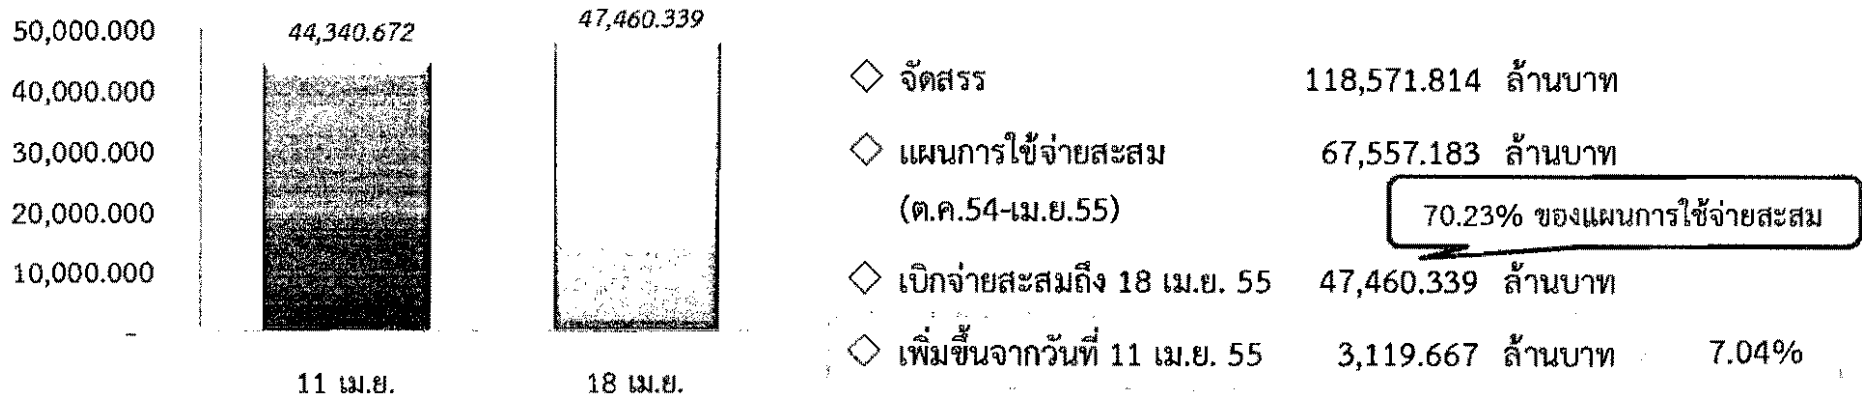 50,000.000
40,000.000
30,000.000
20,000.000
10,000.000
-
44,340.672
47,460.339
11 เม.ย.
18 เม.ย.
◇ จัดสรร 118,571.814 ล้านบาท
◇ แผนการใช้จ่ายสะสม 67,557.183 ล้านบาท
(ต.ค.54-เม.ย.55)
70.23% ของแผนการใช้จ่ายสะสม
◇ เบิกจ่ายสะสมถึง 18 เม.ย. 55 47,460.339 ล้านบาท
◇ เพิ่มขึ้นจากวันที่ 11 เม.ย. 55 3,119.667 ล้านบาท 7.04%